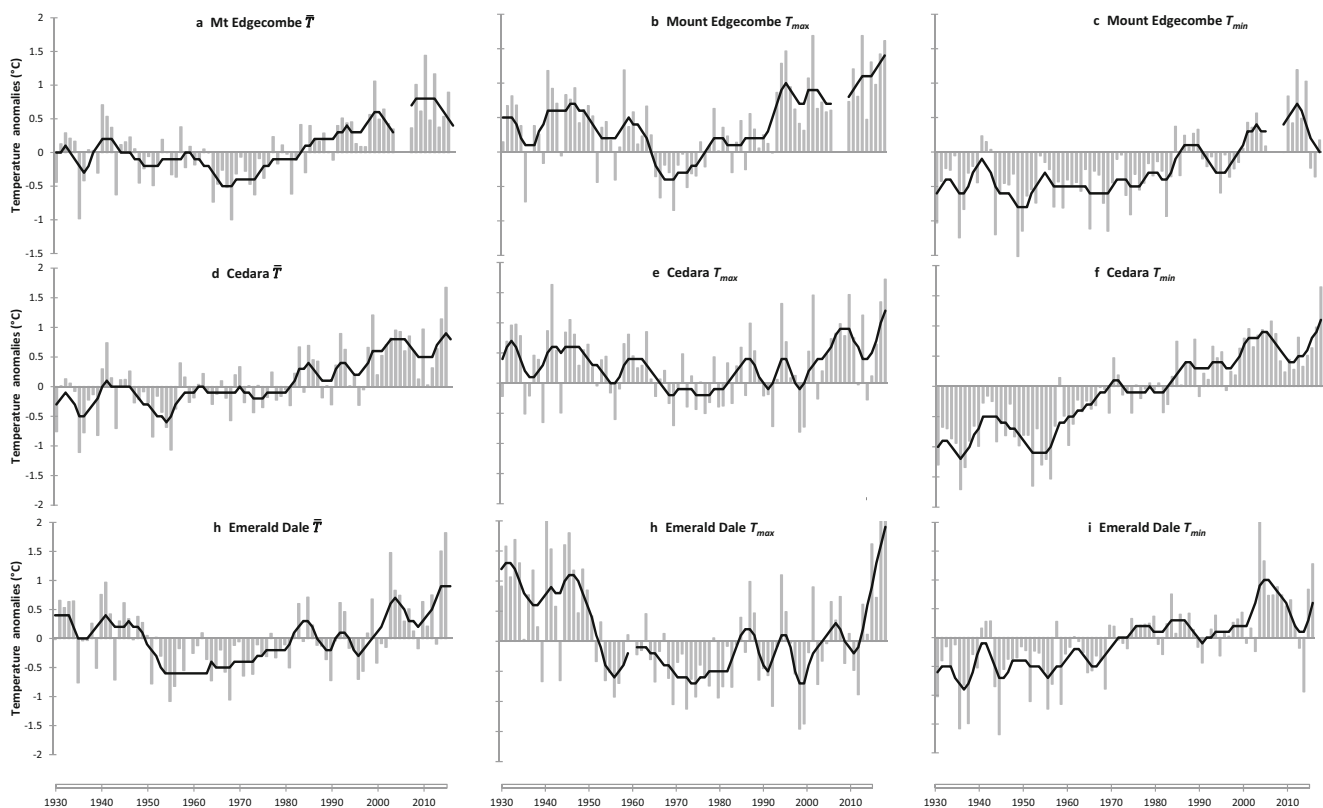 a Mt Edgecombe T̄
b Mount Edgecombe Tmax
c Mount Edgecombe Tmin
Temperature anomalies (°C)
2
1.5
1
0.5
0
-0.5
-1
-1.5
d Cedara T̄
e Cedara Tmax
f Cedara Tmin
Temperature anomalies (°C)
2
1.5
1
0.5
0
-0.5
-1
-1.5
-2
h Emerald Dale T̄
h Emerald Dale Tmax
i Emerald Dale Tmin
Temperature anomalies (°C)
2
1.5
1
0.5
0
-0.5
-1
-1.5
-2
1930 1940 1950 1960 1970 1980 1990 2000 2010
1930 1940 1950 1960 1970 1980 1990 2000 2010
1930 1940 1950 1960 1970 1980 1990 2000 2010